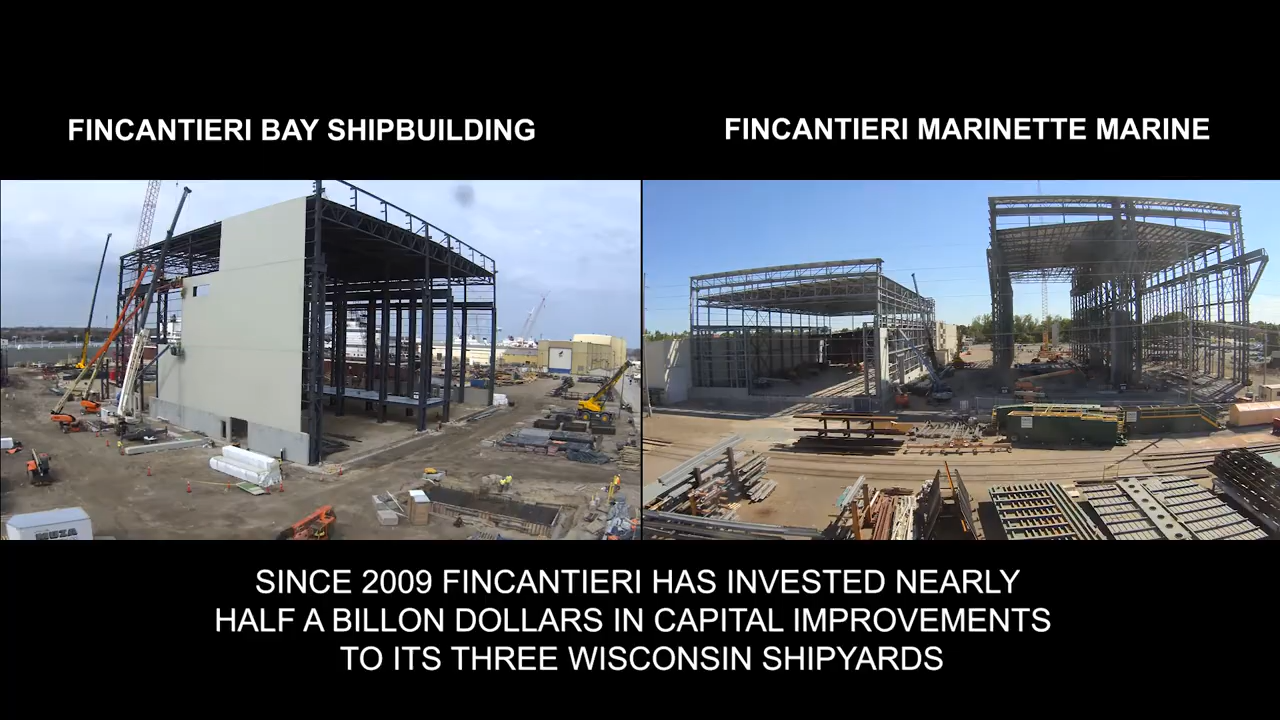 FINCANTIERI BAY SHIPBUILDING
FINCANTIERI MARINETTE MARINE
SINCE 2009 FINCANTIERI HAS INVESTED NEARLY
HALF A BILLON DOLLARS IN CAPITAL IMPROVEMENTS
TO ITS THREE WISCONSIN SHIPYARDS